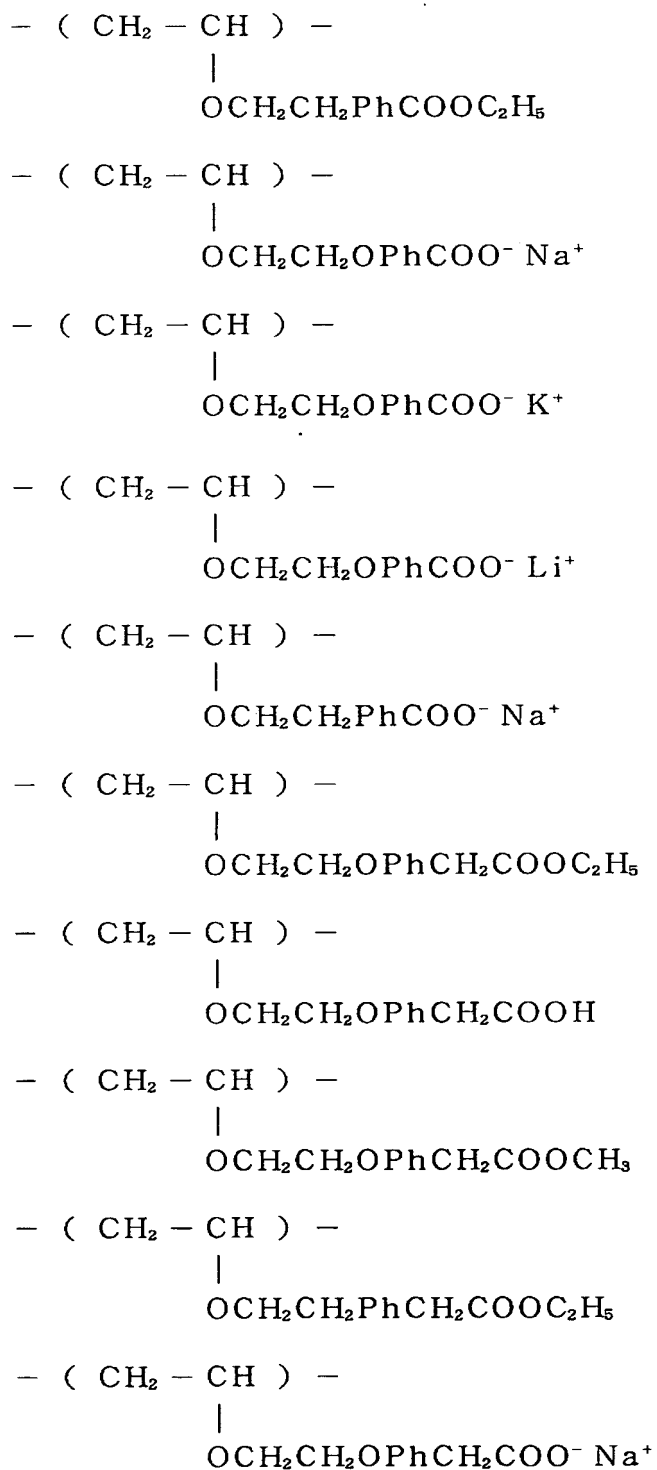 − ( CH₂ − CH ) −
|
OCH₂CH₂PhCOOC₂H₅
− ( CH₂ − CH ) −
|
OCH₂CH₂OPhCOO⁻ Na⁺
− ( CH₂ − CH ) −
|
OCH₂CH₂OPhCOO⁻ K⁺
− ( CH₂ − CH ) −
|
OCH₂CH₂OPhCOO⁻ Li⁺
− ( CH₂ − CH ) −
|
OCH₂CH₂PhCOO⁻ Na⁺
− ( CH₂ − CH ) −
|
OCH₂CH₂OPhCH₂COOC₂H₅
− ( CH₂ − CH ) −
|
OCH₂CH₂OPhCH₂COOH
− ( CH₂ − CH ) −
|
OCH₂CH₂OPhCH₂COOCH₃
− ( CH₂ − CH ) −
|
OCH₂CH₂PhCH₂COOC₂H₅
− ( CH₂ − CH ) −
|
OCH₂CH₂OPhCH₂COO⁻ Na⁺